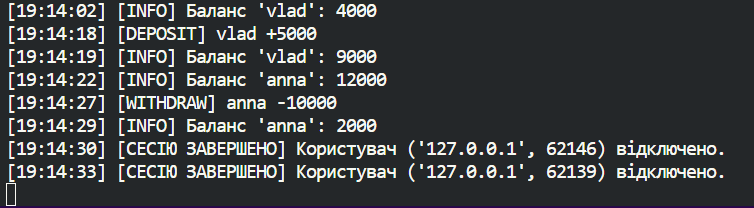 [19:14:02] [INFO] Баланс 'vlad': 4000
[19:14:18] [DEPOSIT] vlad +5000
[19:14:19] [INFO] Баланс 'vlad': 9000
[19:14:22] [INFO] Баланс 'anna': 12000
[19:14:27] [WITHDRAW] anna -10000
[19:14:29] [INFO] Баланс 'anna': 2000
[19:14:30] [СЕСІЮ ЗАВЕРШЕНО] Користувач ('127.0.0.1', 62146) відключено.
[19:14:33] [СЕСІЮ ЗАВЕРШЕНО] Користувач ('127.0.0.1', 62139) відключено.